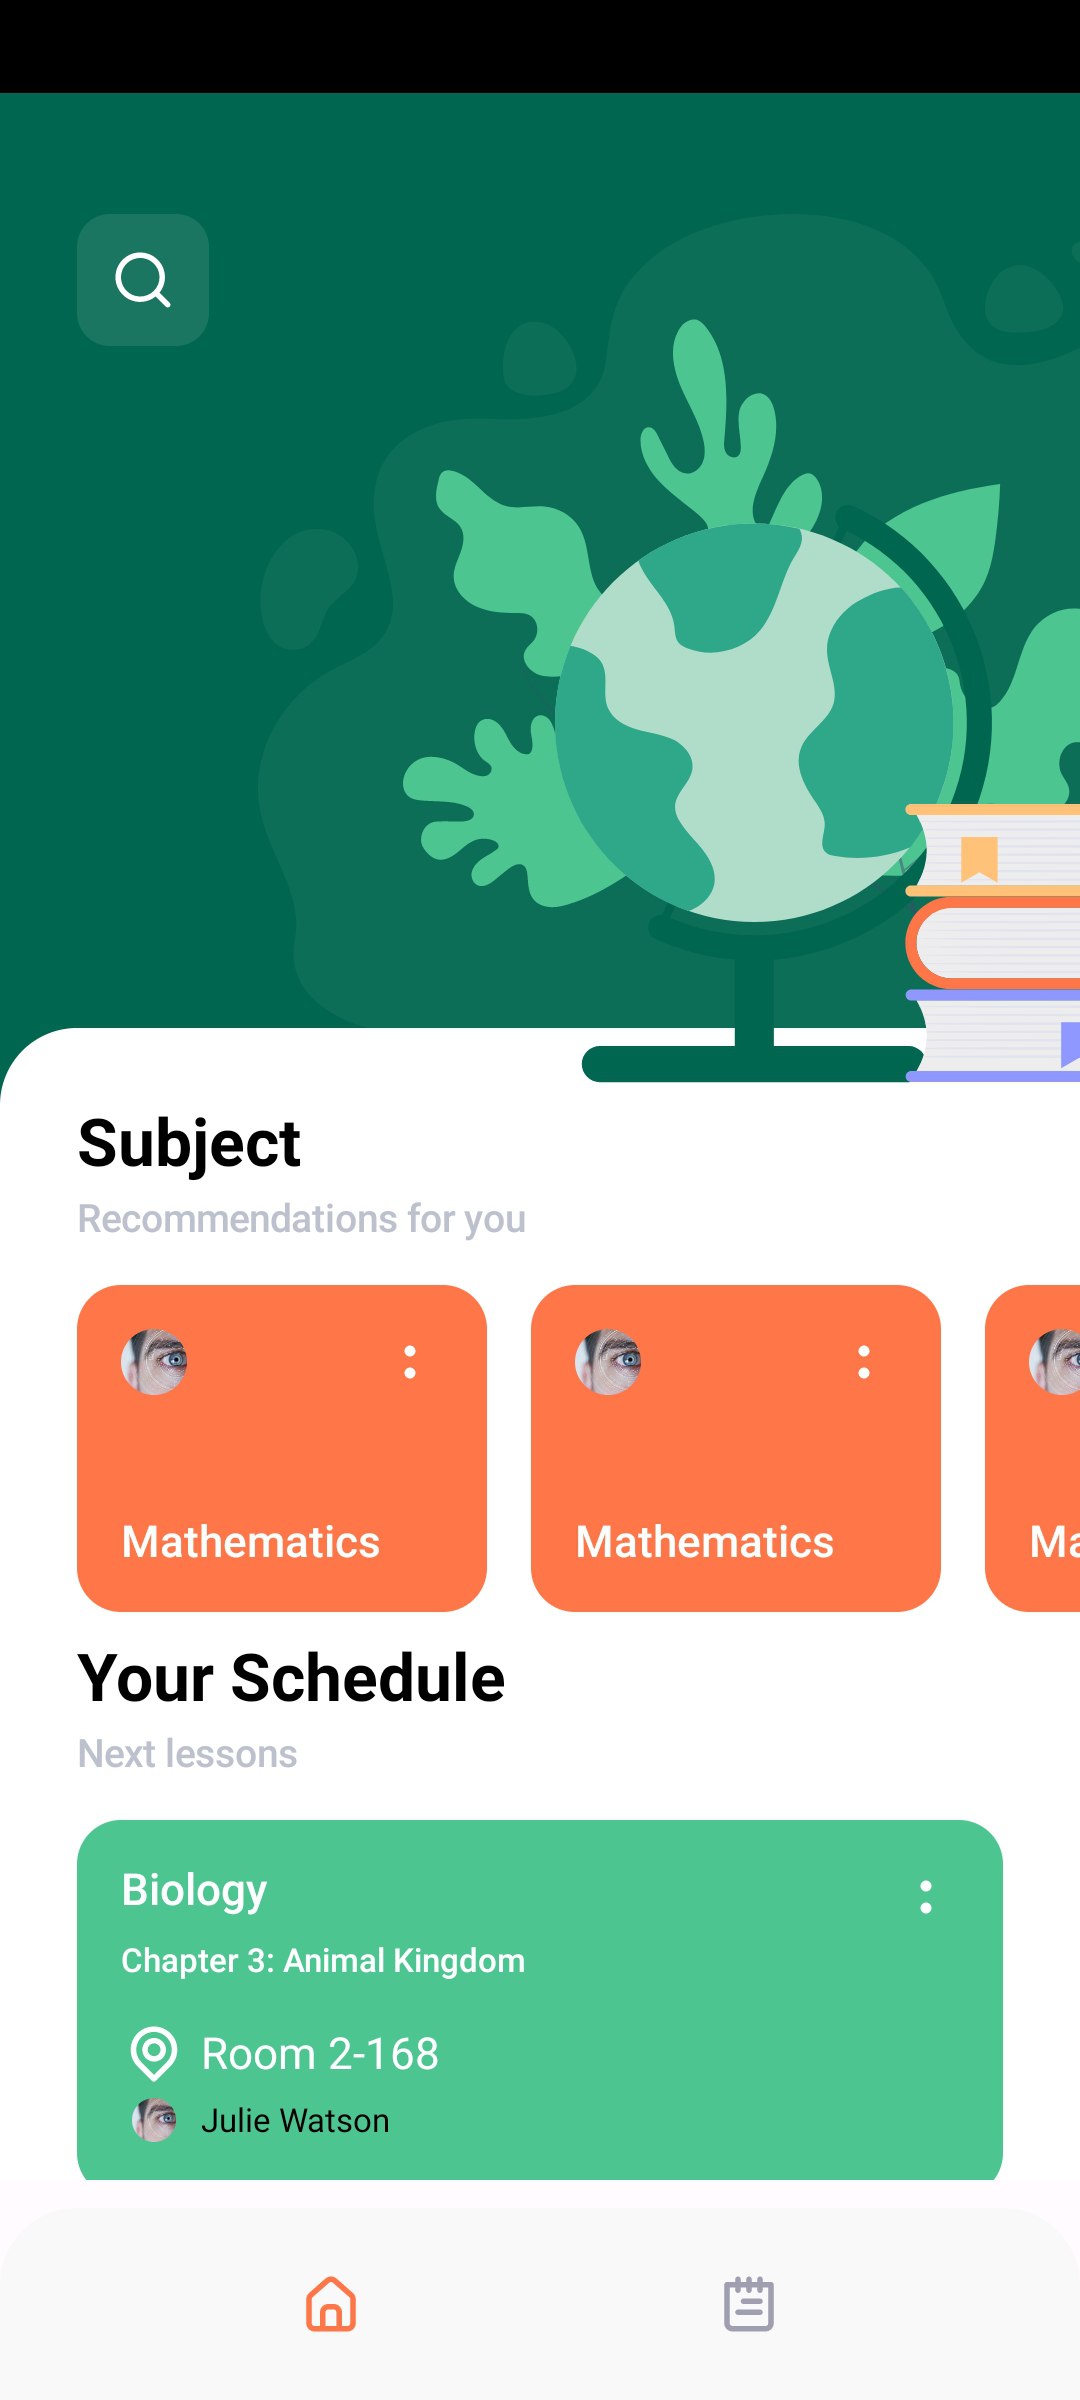 Subject
Recommendations for you
Mathematics
Mathematics
Ma
Your Schedule
Next lessons
Biology
Chapter 3: Animal Kingdom
Room 2-168
Julie Watson